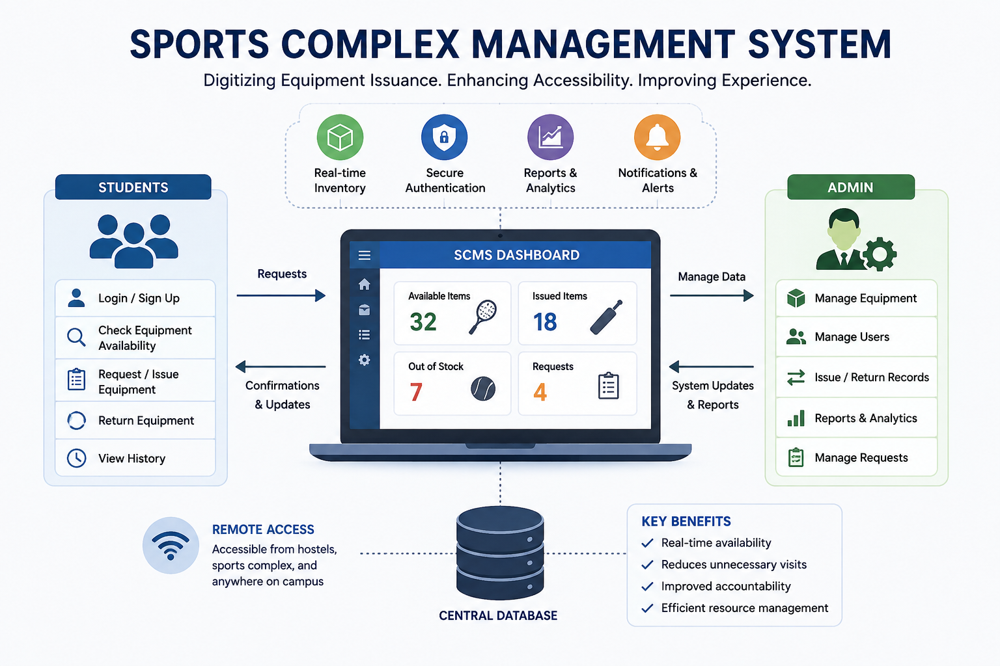 SPORTS COMPLEX MANAGEMENT SYSTEM
Digitizing Equipment Issuance. Enhancing Accessibility. Improving Experience.
Real-time
Inventory
Secure
Authentication
Reports &
Analytics
Notifications &
Alerts
STUDENTS
Login / Sign Up
Check Equipment
Availability
Request / Issue
Equipment
Return Equipment
View History
Requests
Confirmations
& Updates
SCMS DASHBOARD
Available Items
32
Issued Items
18
Out of Stock
7
Requests
4
Manage Data
System Updates
& Reports
ADMIN
Manage Equipment
Manage Users
Issue / Return Records
Reports & Analytics
Manage Requests
REMOTE ACCESS
Accessible from hostels,
sports complex, and
anywhere on campus
CENTRAL DATABASE
KEY BENEFITS
Real-time availability
Reduces unnecessary visits
Improved accountability
Efficient resource management